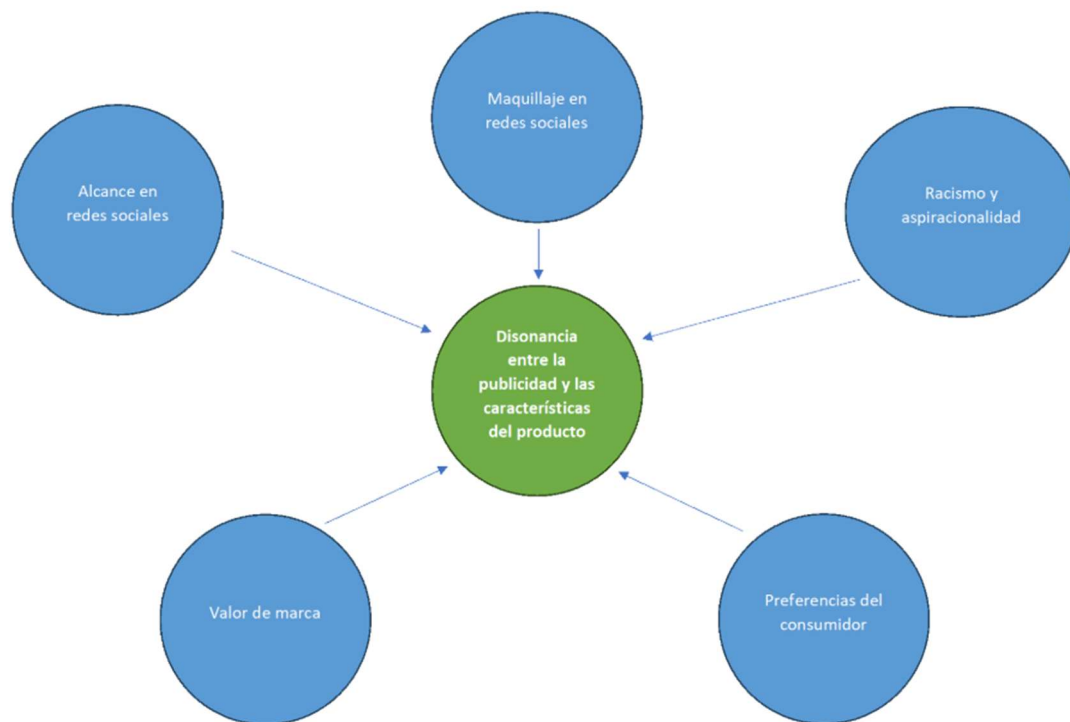 Maquillaje en
redes sociales
Alcance en
redes sociales
Racismo y
aspiracionalidad
Disonancia
entre la
publicidad y las
características
del producto
Valor de marca
Preferencias del
consumidor